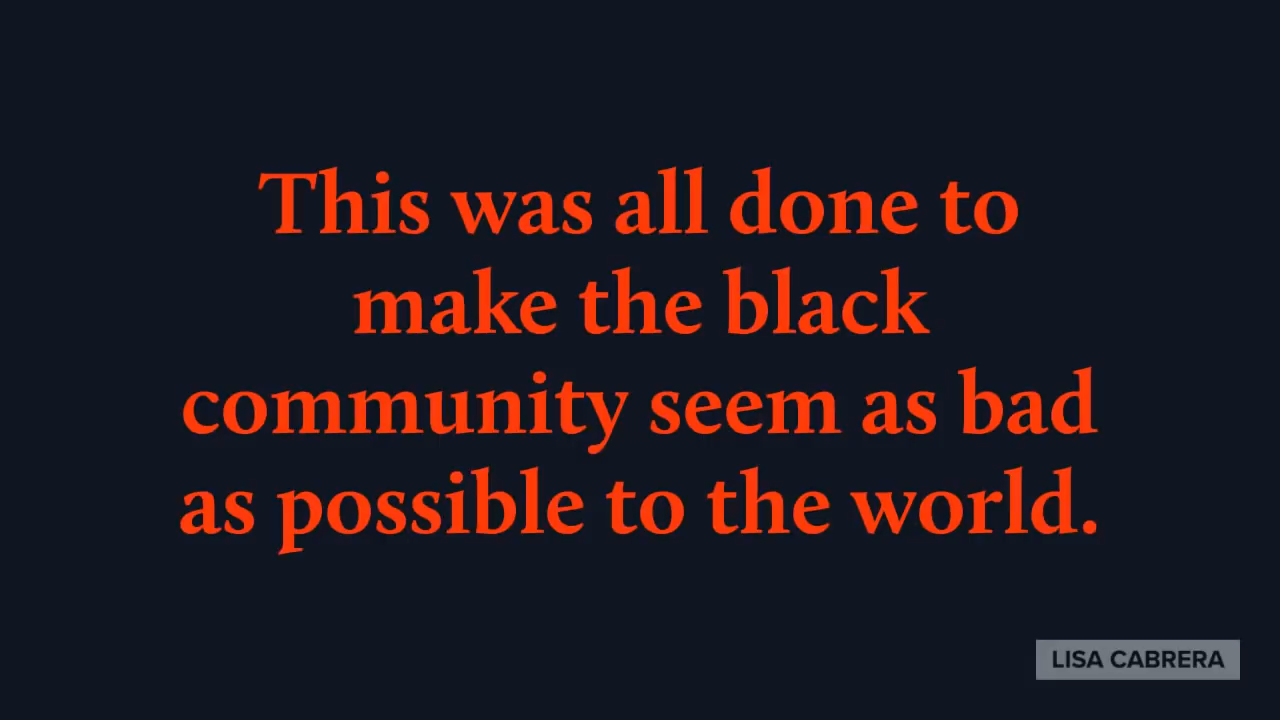 This was all done to
make the black
community seem as bad
as possible to the world.
LISA CABRERA